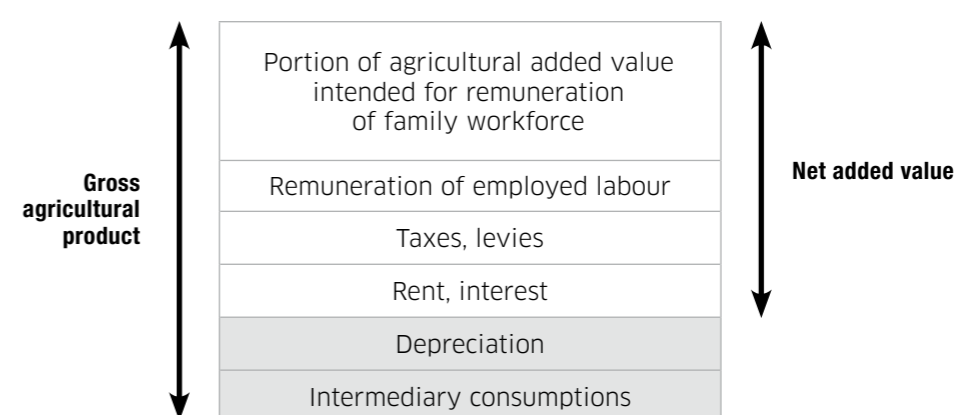 Portion of agricultural added value
intended for remuneration
of family workforce
Gross
agricultural
product
Remuneration of employed labour
Taxes, levies
Rent, interest
Depreciation
Intermediary consumptions
Net added value